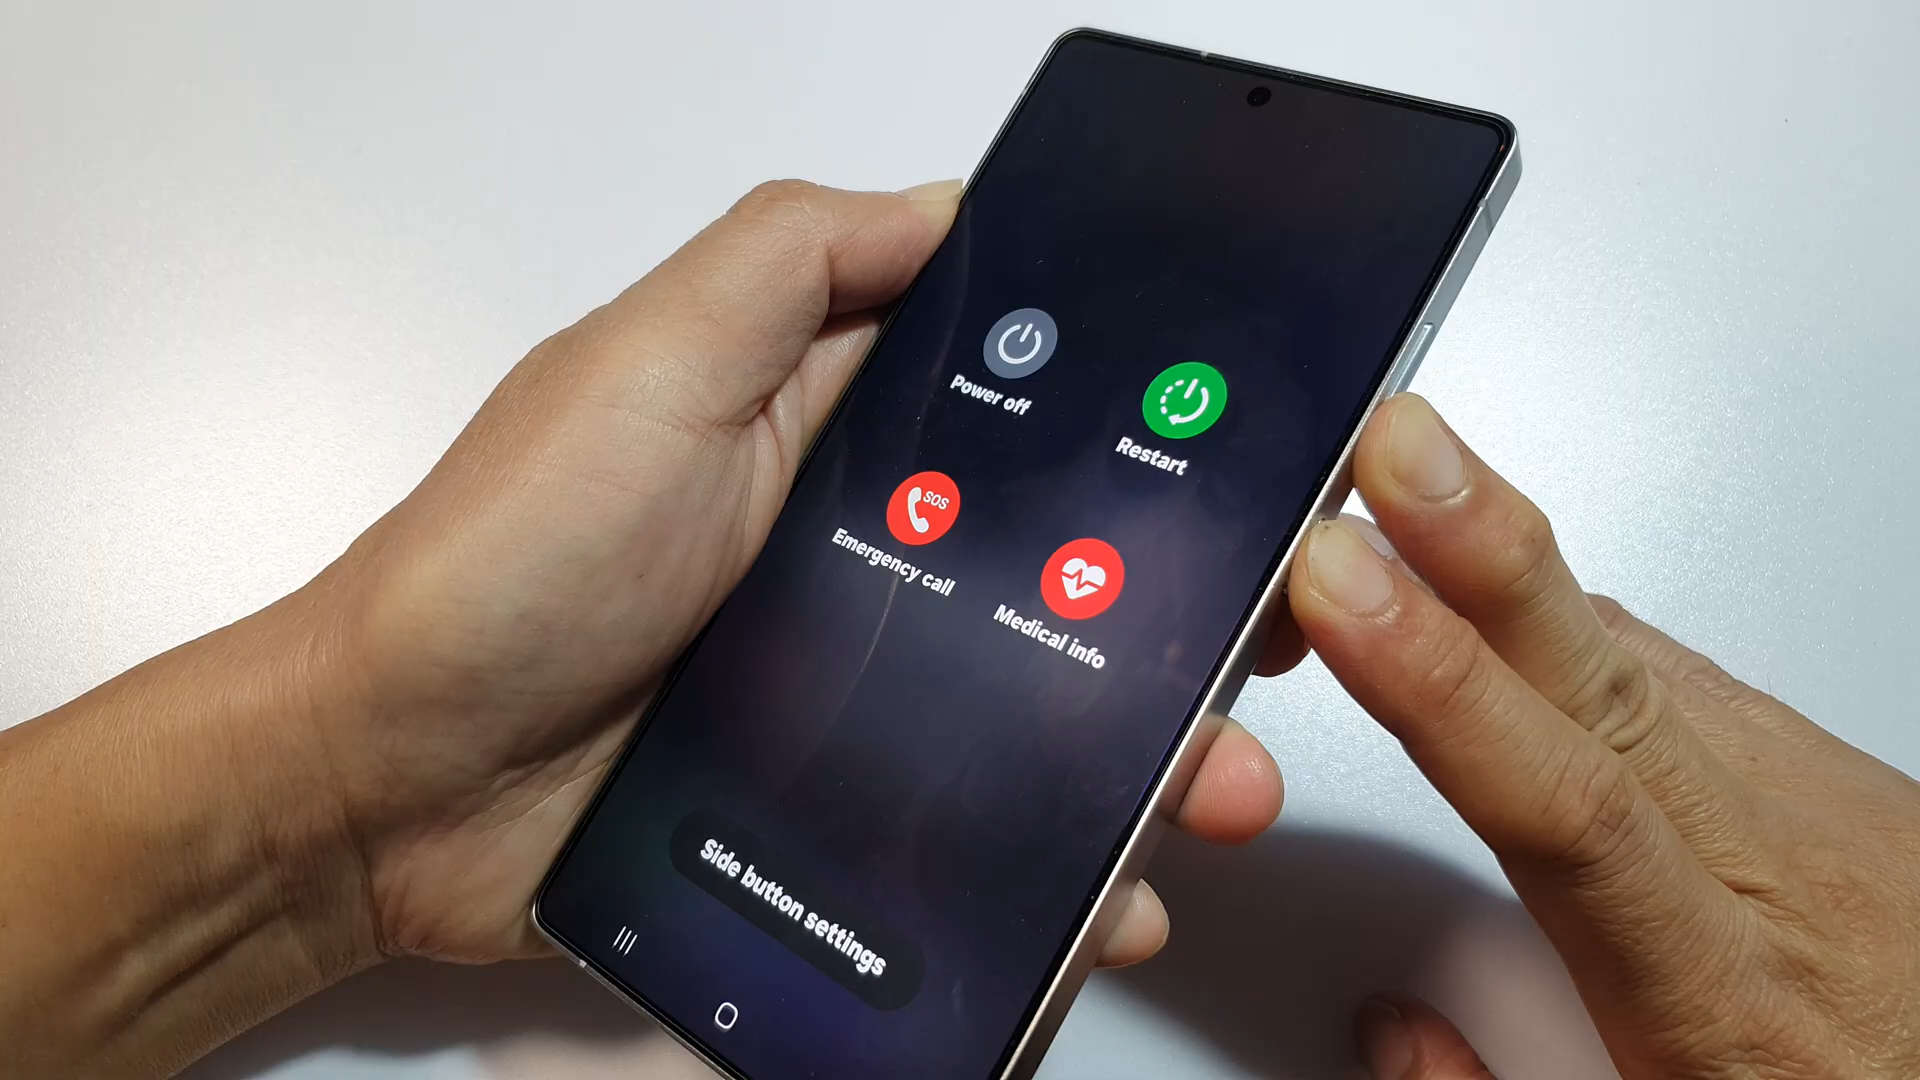 Power off
Restart
SOS
Emergency call
Medical info
Side button settings